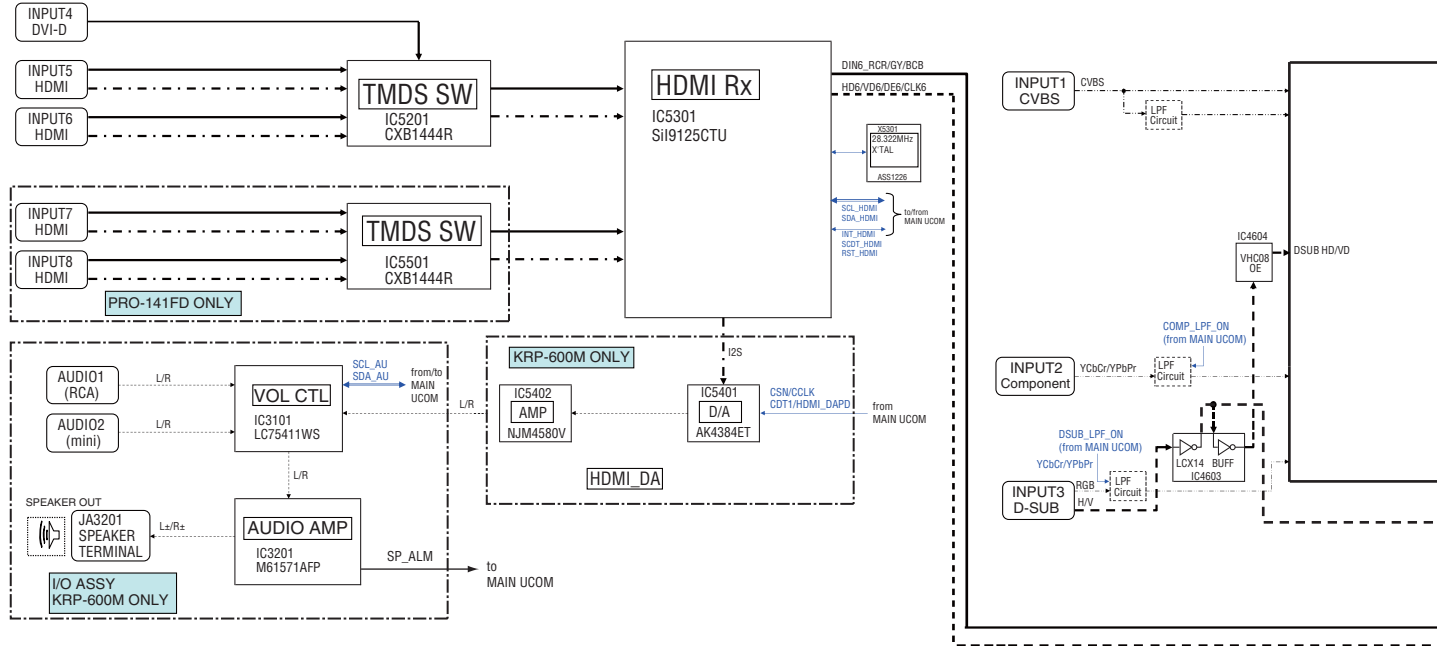 INPUT4
DVI-D
INPUT5
HDMI
INPUT6
HDMI
TMDS SW
IC5201
CXB1444R
INPUT7
HDMI
INPUT8
HDMI
TMDS SW
IC5501
CXB1444R
PRO-141FD ONLY
HDMI Rx
IC5301
SiI9125CTU
DIN6_RCR/GY/BCB
HD6/VD6/DE6/CLK6
X5301
28.322MHz
X'TAL
ASS1226
SCL_HDMI
SDA_HDMI
INT_HDMI
SCDT_HDMI
RST_HDMI
to/from
MAIN UCOM
I2S
KRP-600M ONLY
IC5402
AMP
NJM4580V
IC5401
D/A
AK4384ET
CSN/CCLK
CDT1/HDMI_DAPD
from
MAIN UCOM
HDMI_DA
L/R
AUDIO1
(RCA)
L/R
AUDIO2
(mini)
L/R
VOL CTL
IC3101
LC75411WS
SCL_AU
SDA_AU
from/to
MAIN
UCOM
L/R
SPEAKER OUT
JA3201
SPEAKER
TERMINAL
L±/R±
AUDIO AMP
IC3201
M61571AFP
SP_ALM
to
MAIN UCOM
I/O ASSY
KRP-600M ONLY
INPUT1
CVBS
CVBS
LPF
Circuit
IC4604
VHC08
OE
DSUB HD/VD
COMP_LPF_ON
(from MAIN UCOM)
INPUT2
Component
YCbCr/YPbPr
LPF
Circuit
DSUB_LPF_ON
(from MAIN UCOM)
YCbCr/YPbPr
LCX14
BUFF
IC4603
INPUT3
D-SUB
RGB
H/V
LPF
Circuit